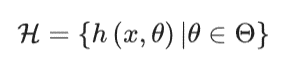 ℋ = {h (x, θ) |θ ∈ Θ}